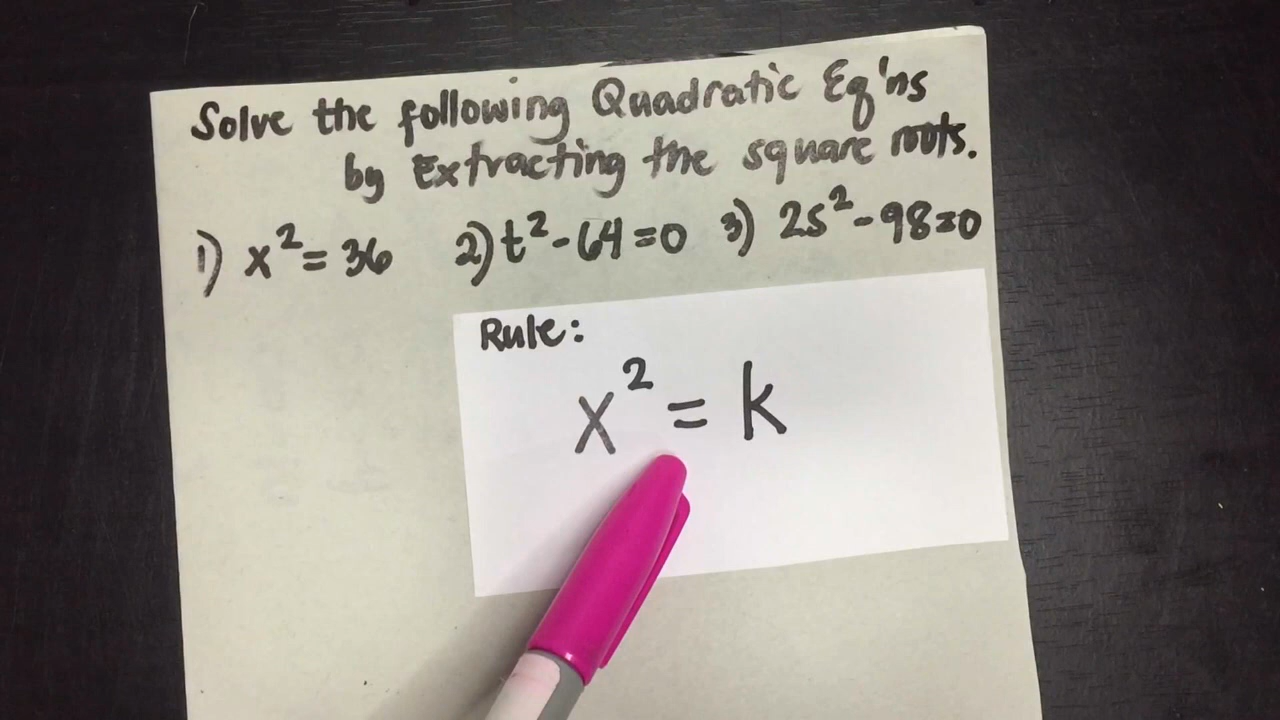 Solve the following Quadratic Eq'ns
by Extracting the square roots.
1) x² = 36 2) t² - 64 = 0 3) 2s² - 98 = 0
Rule:
x² = k